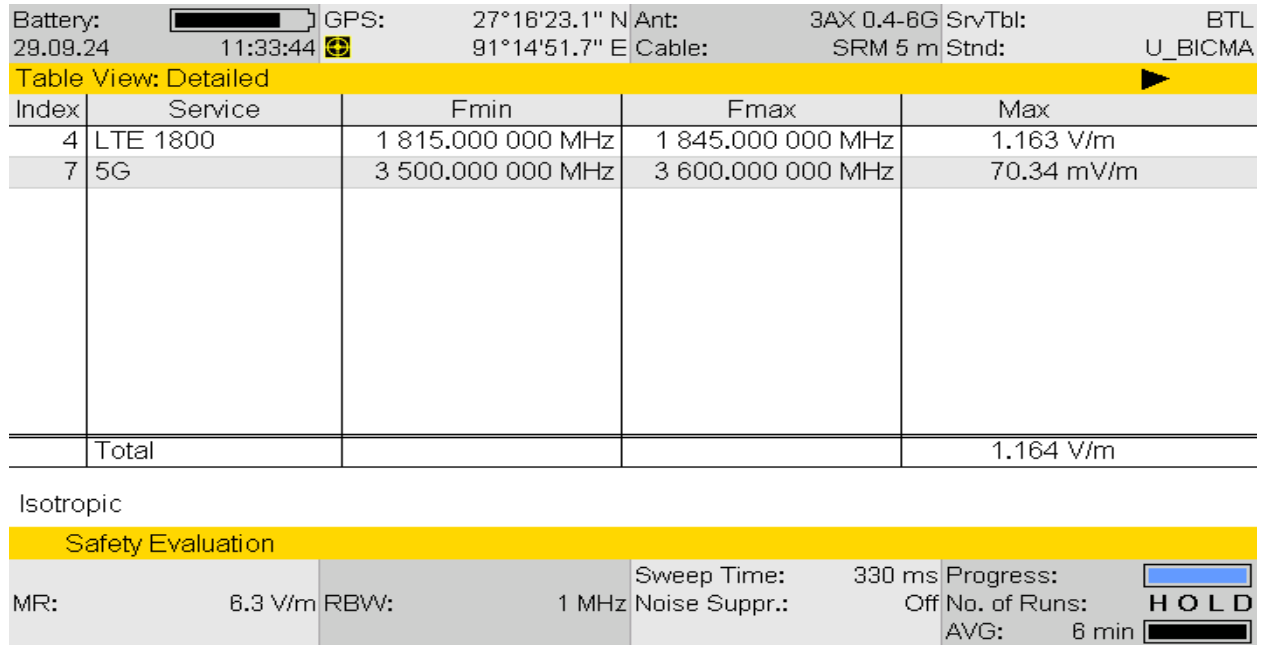 Battery: GPS: 27°16'23.1" N Ant: 3AX 0.4-6G SrvTbl: BTL
29.09.24 11:33:44 91°14'51.7" E Cable: SRM 5 m Stnd: U_BICMA
Table View: Detailed
Index Service Fmin Fmax Max
4 LTE 1800 1 815.000 000 MHz 1 845.000 000 MHz 1.163 V/m
7 5G 3 500.000 000 MHz 3 600.000 000 MHz 70.34 mV/m
Total 1.164 V/m
Isotropic
Safety Evaluation
Sweep Time: 330 ms Progress:
MR: 6.3 V/m RBW: 1 MHz Noise Suppr.: Off No. of Runs: HOLD
AVG: 6 min